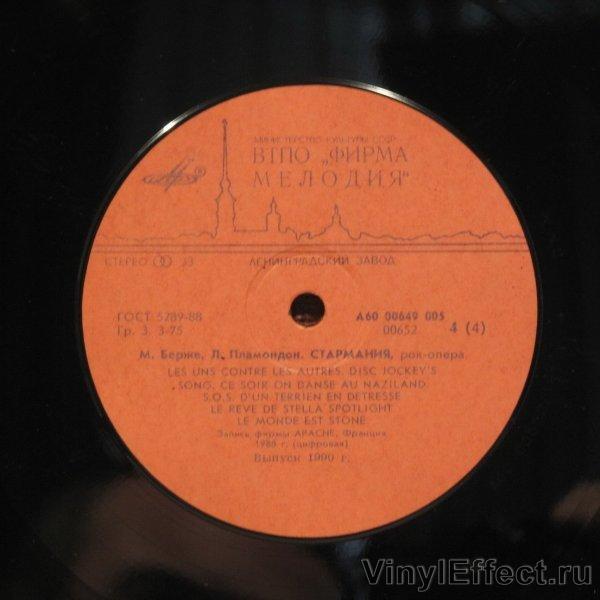 МИНИСТЕРСТВО КУЛЬТУРЫ СССР
ВТПО „ФИРМА
МЕЛОДИЯ"
СТЕРЕО 33
ЛЕНИНГРАДСКИЙ ЗАВОД
ГОСТ 5289-88
Гр. 3. 3-75
А60 00649 005
00652
4 (4)
М. Берже, Л. Пламондон. СТАРМАНИЯ, рок-опера.
LES UNS CONTRE LES AUTRES. DISC JOCKEY'S
SONG. CE SOIR ON DANSE AU NAZILAND.
S.O.S. D'UN TERRIEN EN DETRESSE
LE REVE DE STELLA SPOTLIGHT.
LE MONDE EST STONE
Запись фирмы APACHE, Франция
1988 г. (цифровая)
Выпуск 1990 г.
VinylEffect.ru